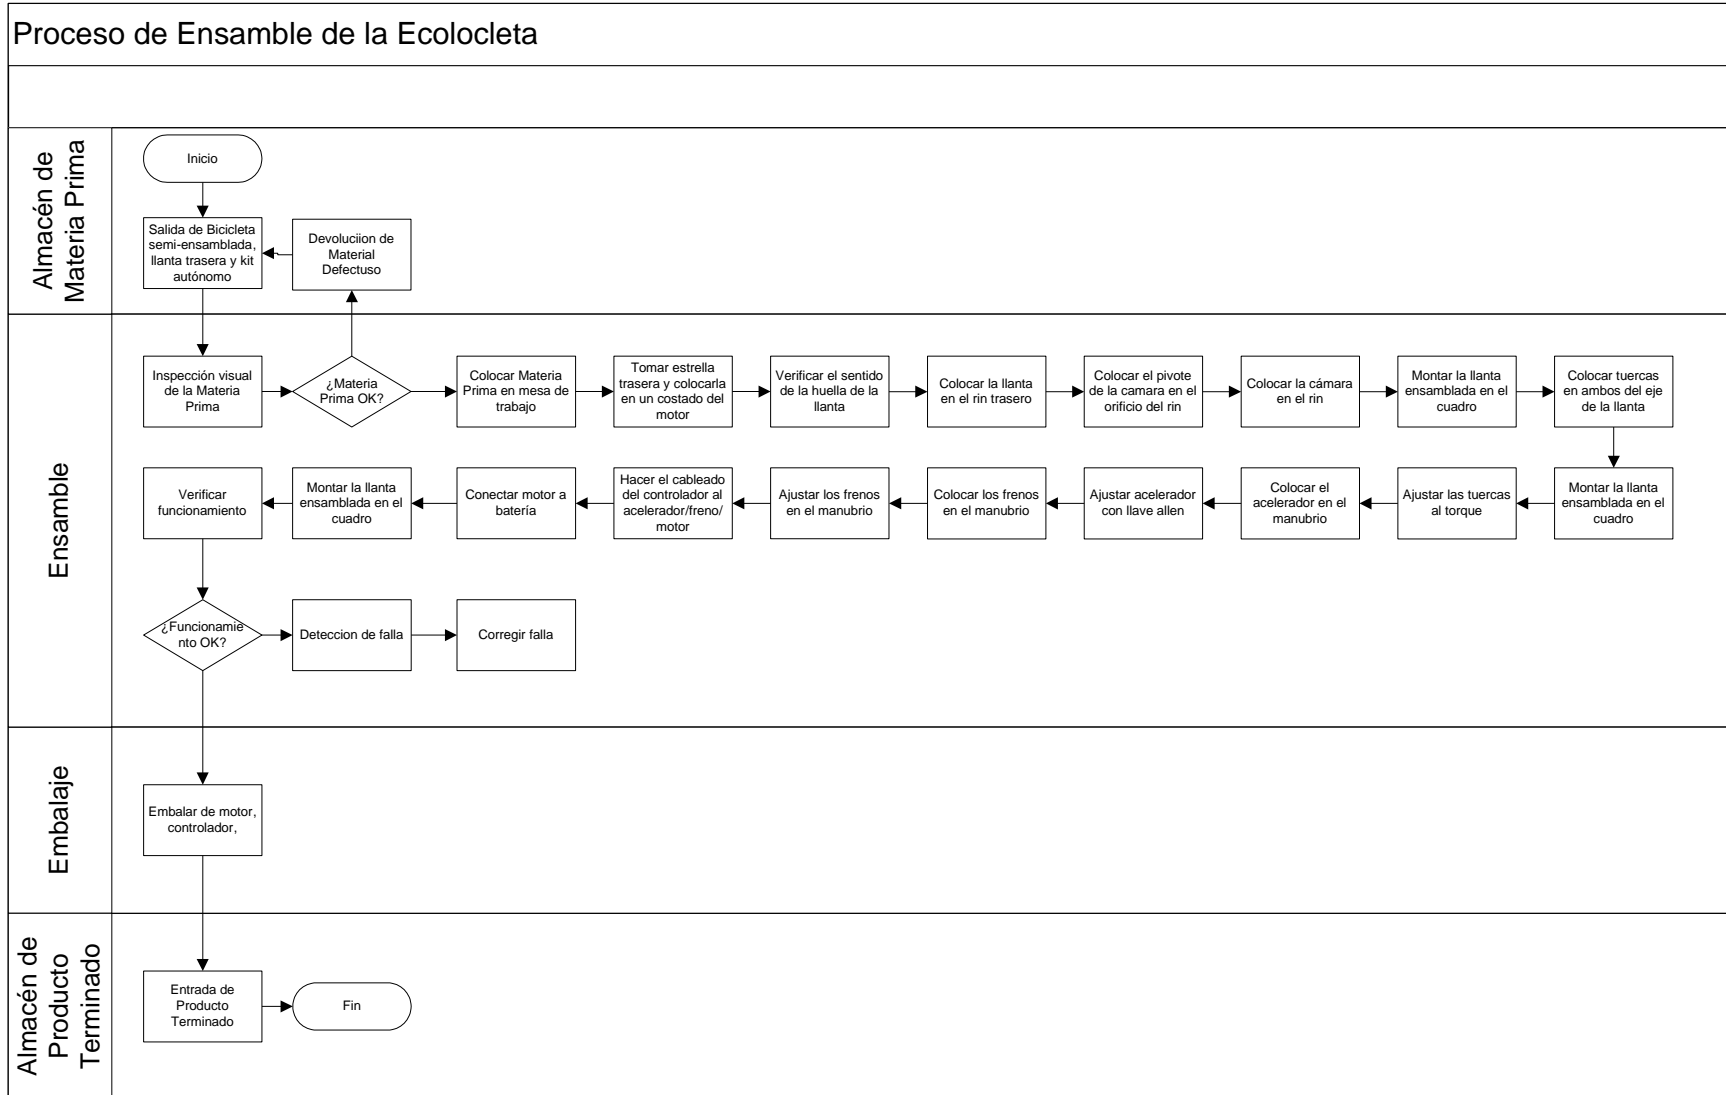 Proceso de Ensamble de la Ecolocleta
Almacén de
Materia Prima
Inicio
Salida de Bicicleta
semi-ensamblada,
llanta trasera y kit
autónomo
Devoluciion de
Material
Defectuso
Ensamble
Inspección visual
de la Materia
Prima
¿Materia
Prima OK?
Colocar Materia
Prima en mesa de
trabajo
Tomar estrella
trasera y colocarla
en un costado del
motor
Verificar el sentido
de la huella de la
llanta
Colocar la llanta
en el rin trasero
Colocar el pivote
de la camara en el
orificio del rin
Colocar la cámara
en el rin
Montar la llanta
ensamblada en el
cuadro
Colocar tuercas
en ambos del eje
de la llanta
Verificar
funcionamiento
Montar la llanta
ensamblada en el
cuadro
Conectar motor a
batería
Hacer el cableado
del controlador al
acelerador/freno/
motor
Ajustar los frenos
en el manubrio
Colocar los frenos
en el manubrio
Ajustar acelerador
con llave allen
Colocar el
acelerador en el
manubrio
Ajustar las tuercas
al torque
Montar la llanta
ensamblada en el
cuadro
¿Funcionamie
nto OK?
Deteccion de falla
Corregir falla
Embalaje
Embalar de motor,
controlador,
Almacén de
Producto
Terminado
Entrada de
Producto
Terminado
Fin